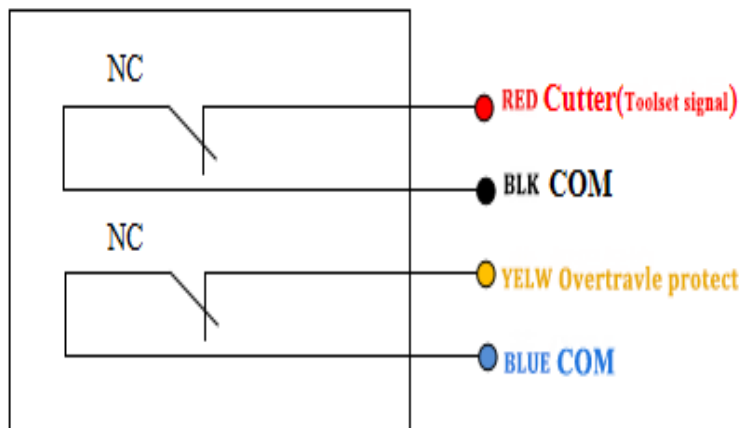 NC
RED Cutter(Toolset signal)
BLK COM
NC
YELW Overtravle protect
BLUE COM